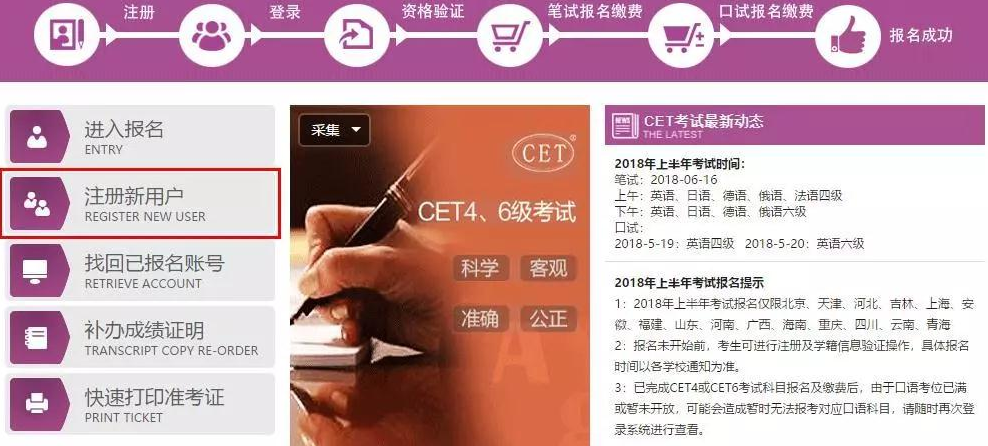 注册
登录
资格验证
笔试报名缴费
口试报名缴费
报名成功
进入报名
ENTRY
注册新用户
REGISTER NEW USER
找回已报名账号
RETRIEVE ACCOUNT
补办成绩证明
TRANSCRIPT COPY RE-ORDER
快速打印准考证
PRINT TICKET
采集
CET®
CET4、6级考试
科学 客观
准确 公正
NEWS
CET考试最新动态
THE LATEST
2018年上半年考试时间：
笔试：2018-06-16
上午：英语、日语、德语、俄语、法语四级
下午：英语、日语、德语、俄语六级
口试：
2018-5-19：英语四级 2018-5-20：英语六级
2018年上半年考试报名提示
1：2018年上半年考试报名仅限北京、天津、河北、吉林、上海、安
徽、福建、山东、河南、广西、海南、重庆、四川、云南、青海
2：报名未开始前，考生可进行注册及学籍信息验证操作，具体报名
时间以各学校通知为准。
3：已完成CET4或CET6考试科目报名及缴费后，由于口语考位已满
或暂未开放，可能会造成暂时无法报考对应口语科目，请随时再次登
录系统进行查看。